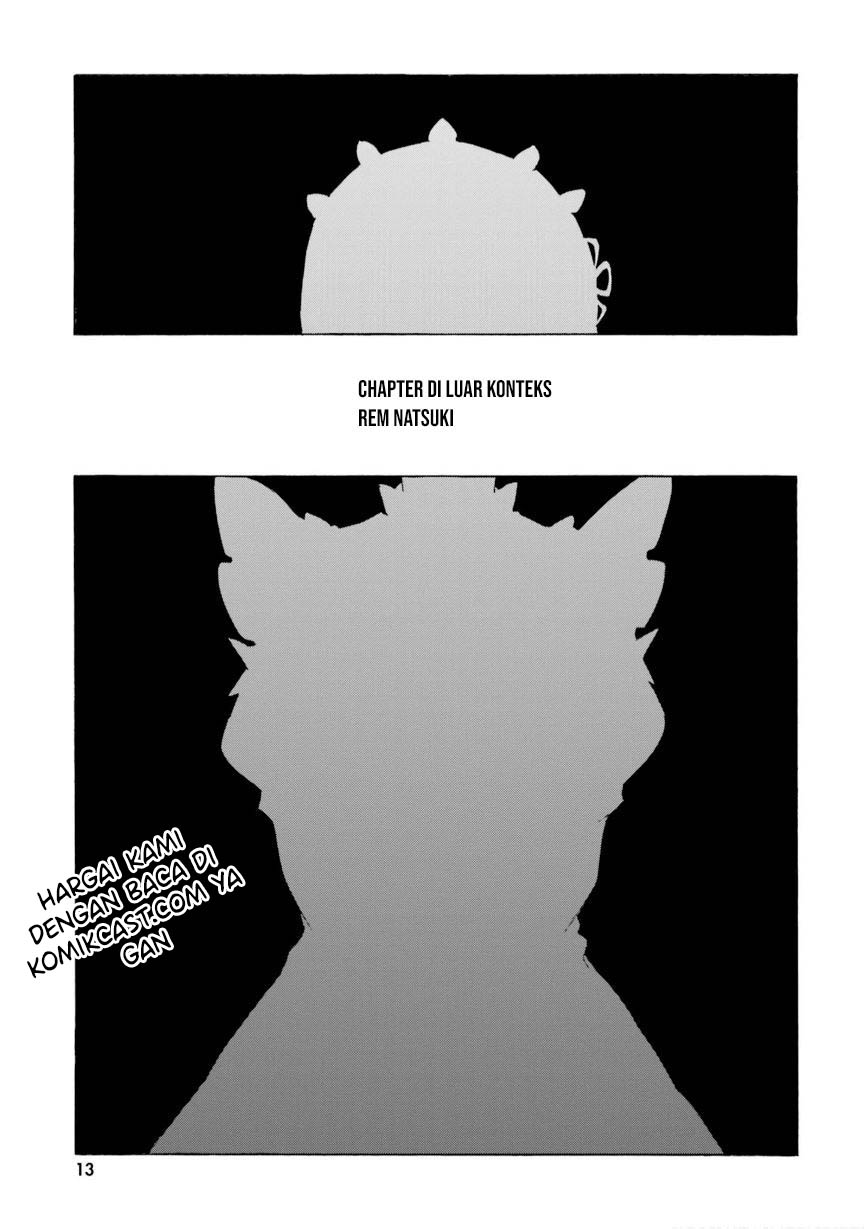 CHAPTER DI LUAR KONTEKS
REM NATSUKI
HARGAI KAMI
DENGAN BACA DI
KOMIKCAST.COM YA
GAN
13